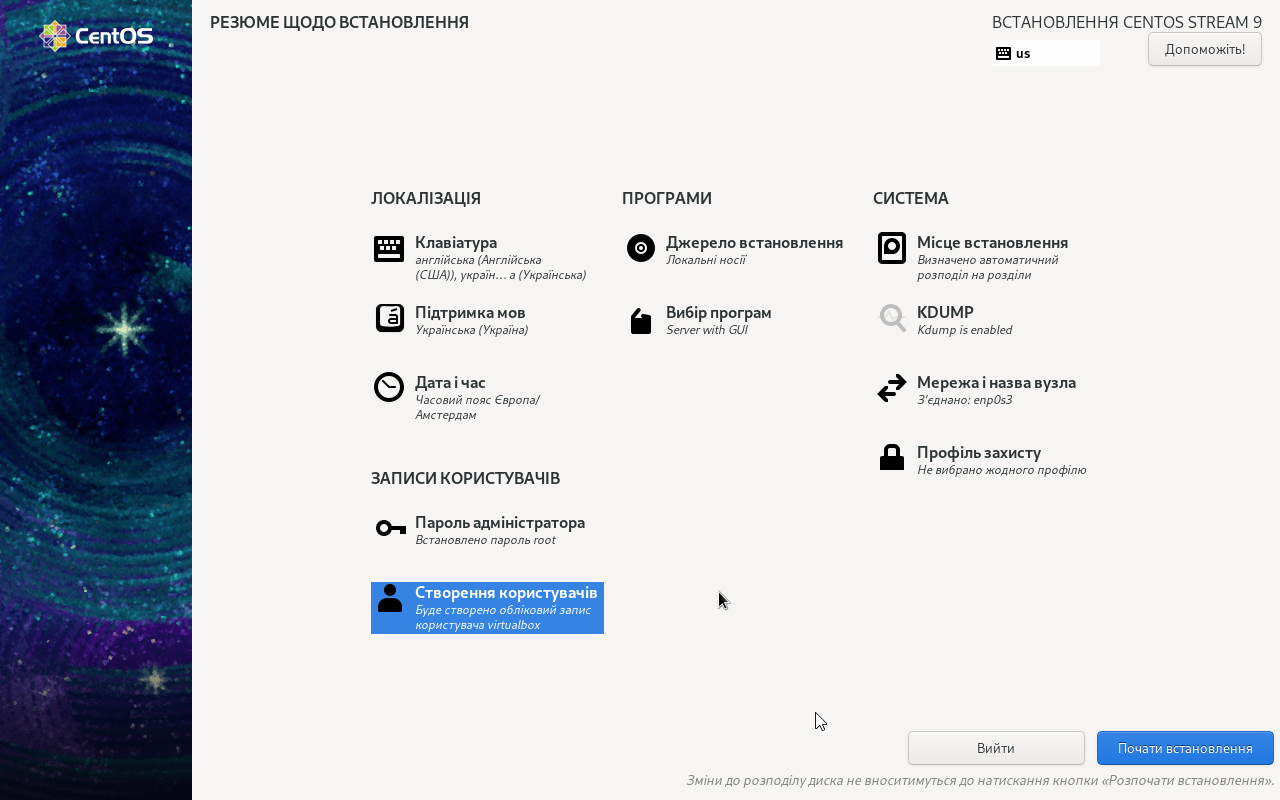 CentOS
РЕЗЮМЕ ЩОДО ВСТАНОВЛЕННЯ
ВСТАНОВЛЕННЯ CENTOS STREAM 9
us
Допоможіть!
ЛОКАЛІЗАЦІЯ
Клавіатура
англійська (Англійська
(США)), україн… а (Українська)
Підтримка мов
Українська (Україна)
Дата і час
Часовий пояс Європа/
Амстердам
ПРОГРАМИ
Джерело встановлення
Локальні носії
Вибір програм
Server with GUI
СИСТЕМА
Місце встановлення
Визначено автоматичний
розподіл на розділи
KDUMP
Kdump is enabled
Мережа і назва вузла
З’єднано: enp0s3
Профіль захисту
Не вибрано жодного профілю
ЗАПИСИ КОРИСТУВАЧІВ
Пароль адміністратора
Встановлено пароль root
Створення користувачів
Буде створено обліковий запис
користувача virtualbox
Вийти
Почати встановлення
Зміни до розподілу диска не вноситимуться до натискання кнопки «Розпочати встановлення».